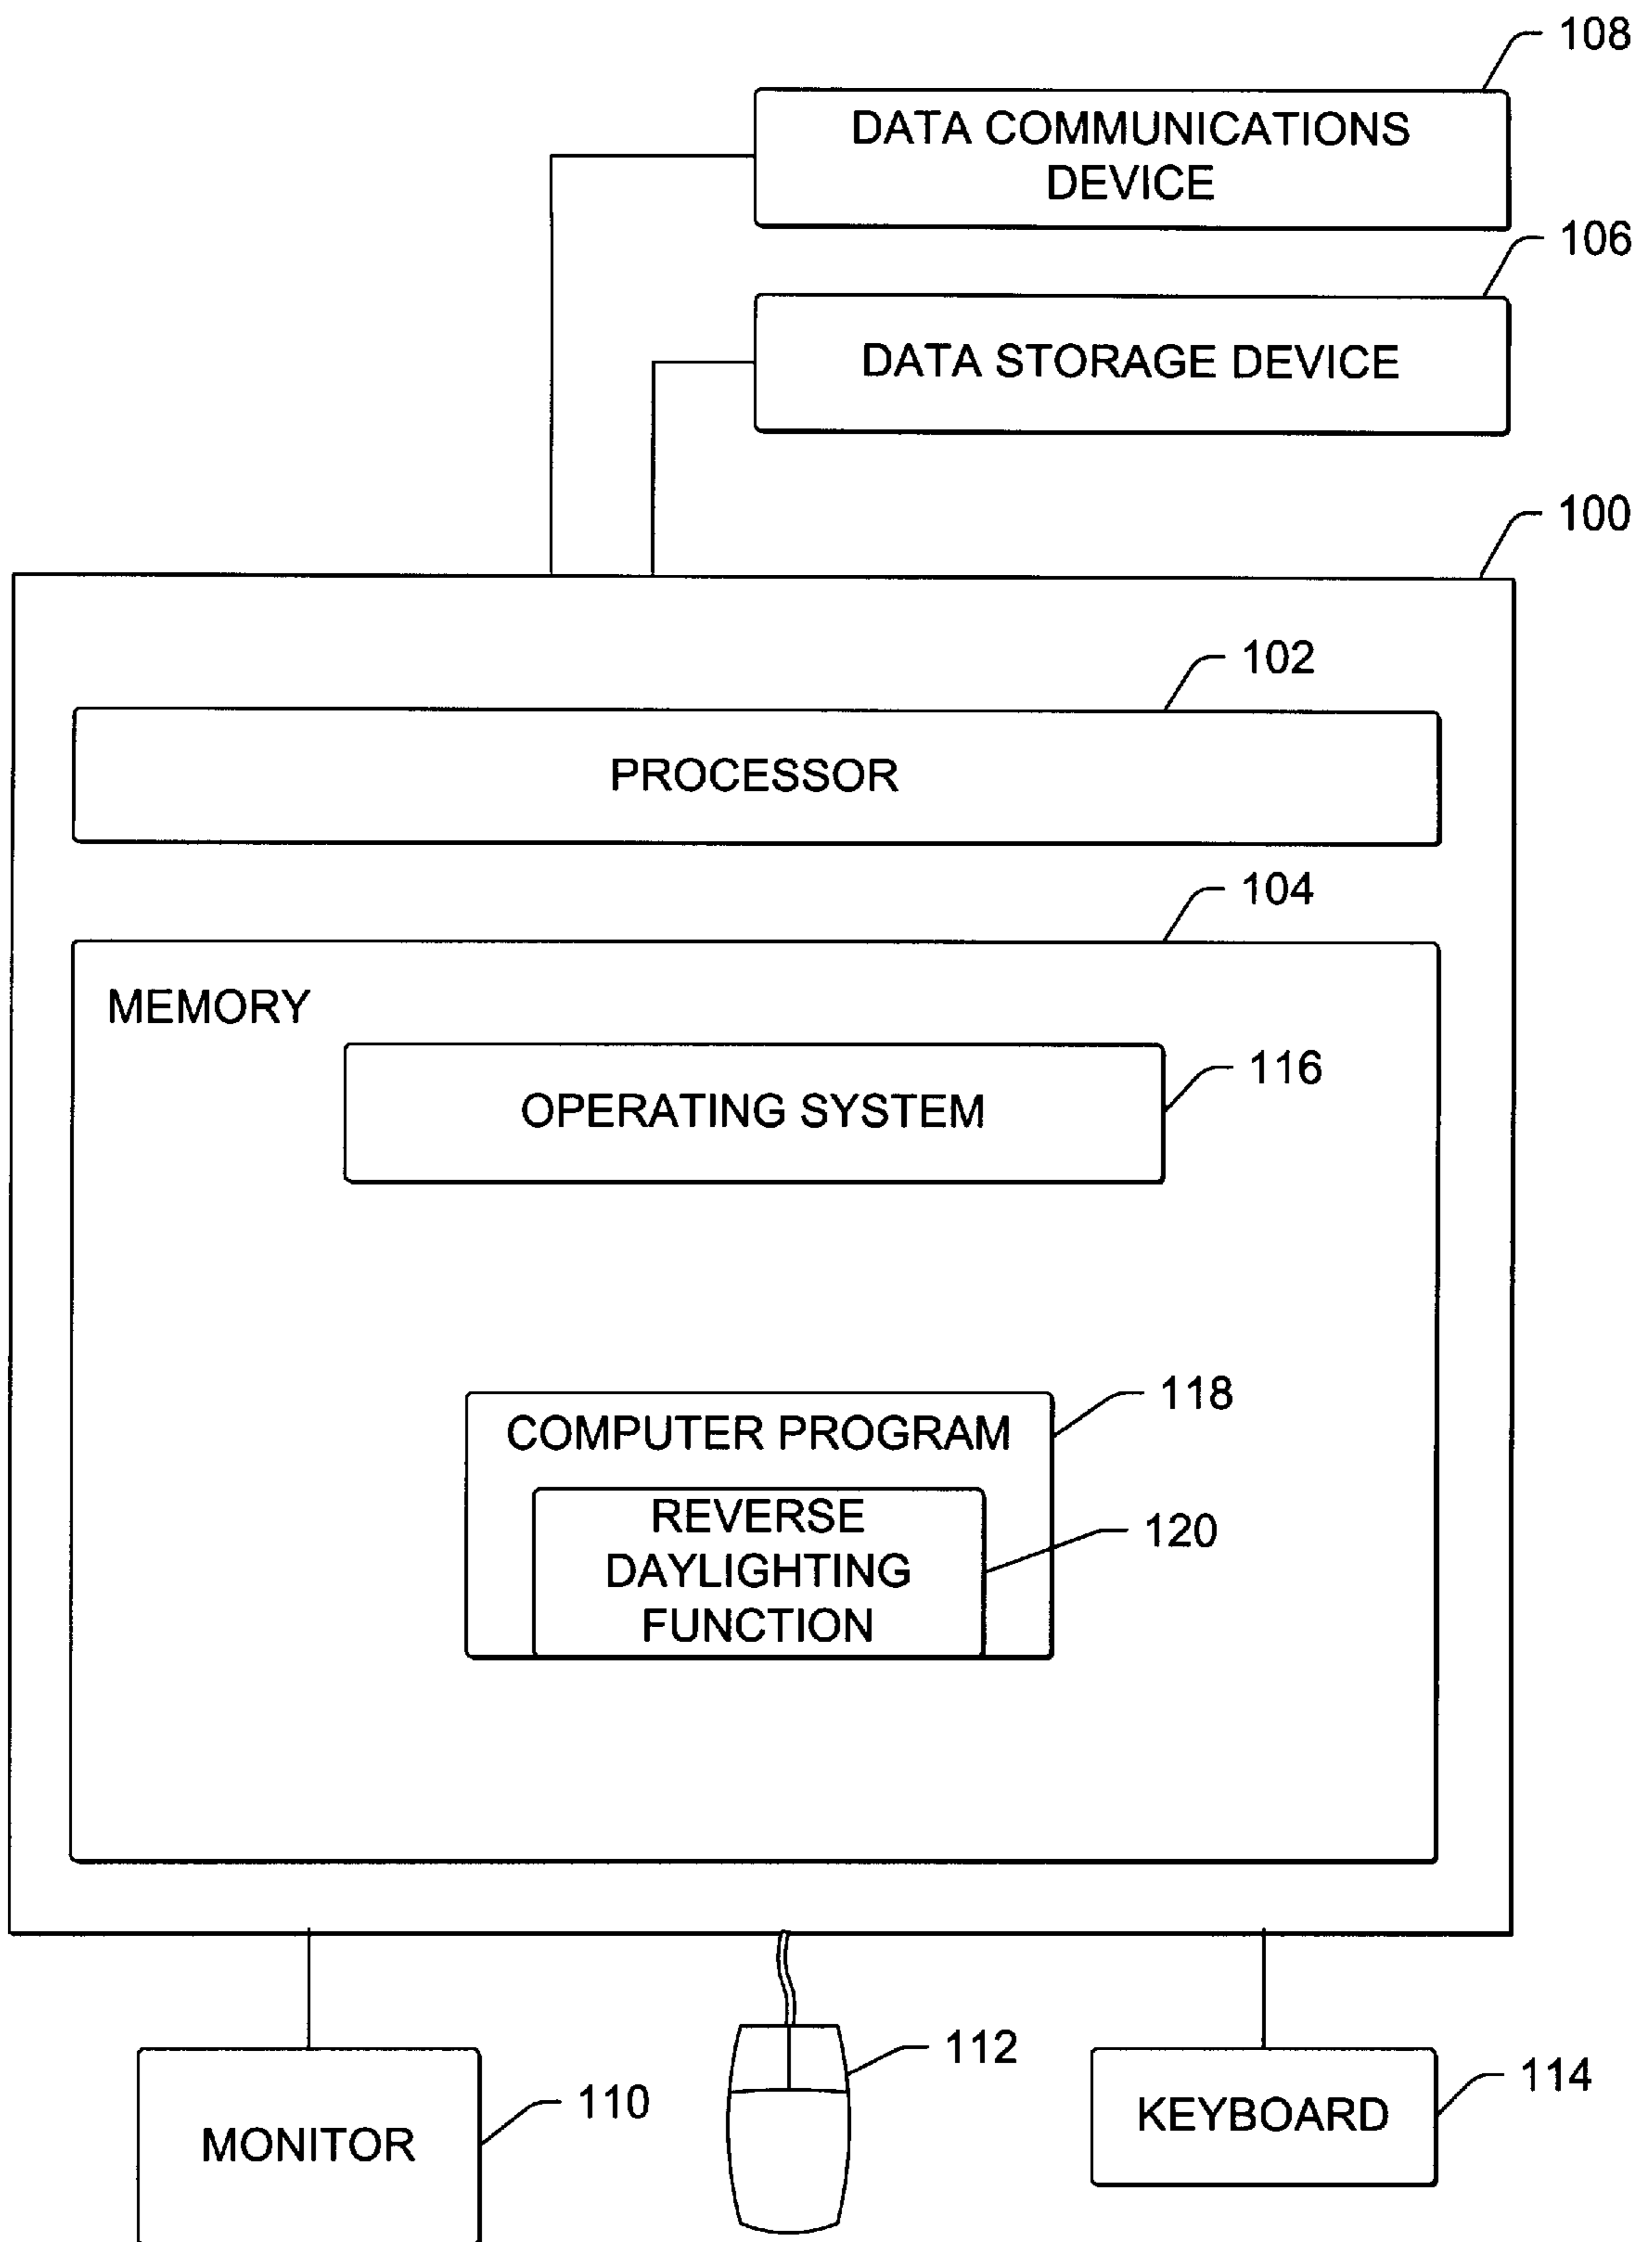 108
DATA COMMUNICATIONS
DEVICE
106
DATA STORAGE DEVICE
100
102
PROCESSOR
104
MEMORY
116
OPERATING SYSTEM
118
COMPUTER PROGRAM
REVERSE
120
DAYLIGHTING
FUNCTION
112
110
MONITOR
114
KEYBOARD